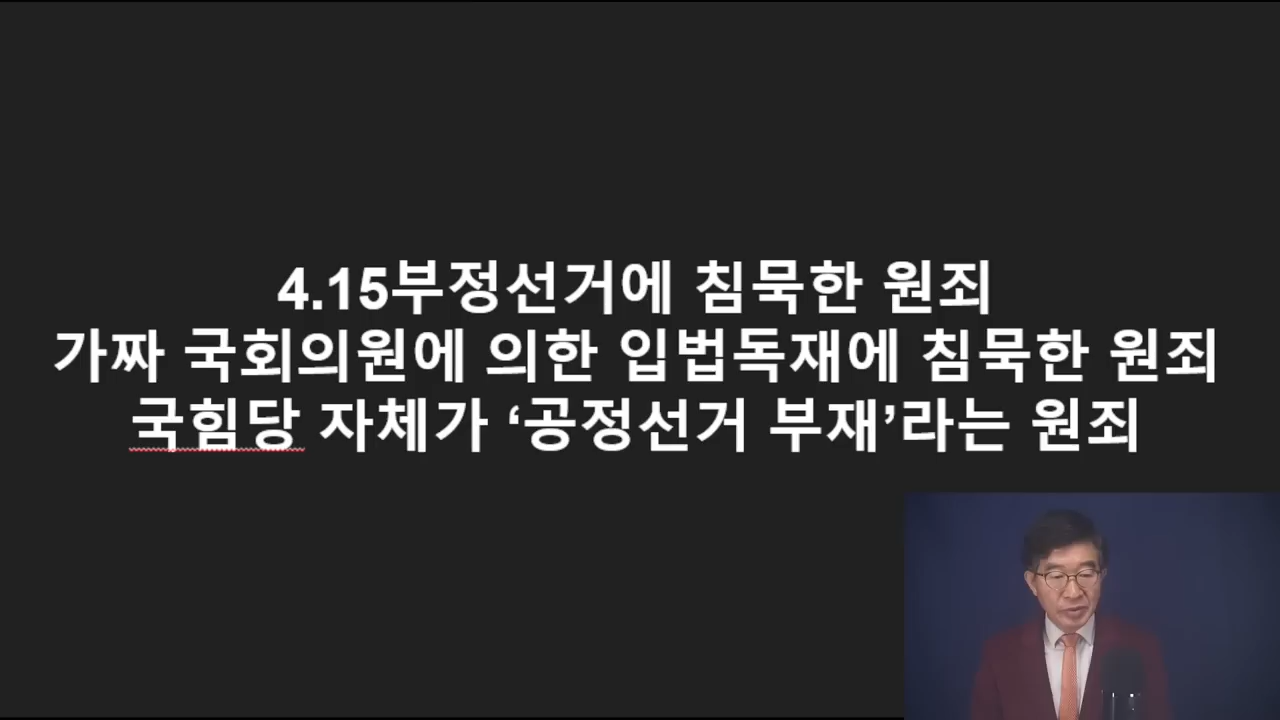 4.15부정선거에 침묵한 원죄
가짜 국회의원에 의한 입법독재에 침묵한 원죄
국힘당 자체가 ‘공정선거 부재’라는 원죄